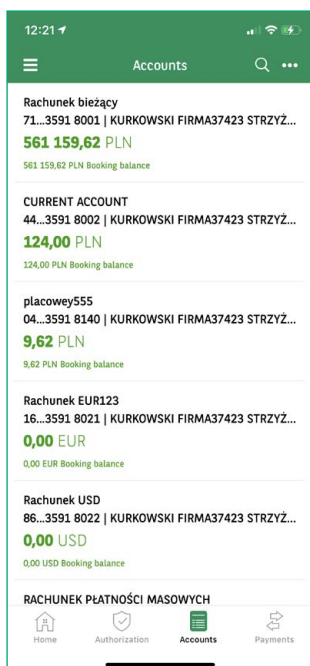 12:21
Accounts
Rachunek bieżący
71...3591 8001 | KURKOWSKI FIRMA37423 STRZYŻ...
561 159,62 PLN
561 159,62 PLN Booking balance
CURRENT ACCOUNT
44...3591 8002 | KURKOWSKI FIRMA37423 STRZYŻ...
124,00 PLN
124,00 PLN Booking balance
placowey555
04...3591 8140 | KURKOWSKI FIRMA37423 STRZYŻ...
9,62 PLN
9,62 PLN Booking balance
Rachunek EUR123
16...3591 8021 | KURKOWSKI FIRMA37423 STRZYŻ...
0,00 EUR
0,00 EUR Booking balance
Rachunek USD
86...3591 8022 | KURKOWSKI FIRMA37423 STRZYŻ...
0,00 USD
0,00 USD Booking balance
RACHUNEK PŁATNOŚCI MASOWYCH
Home Authorization Accounts Payments